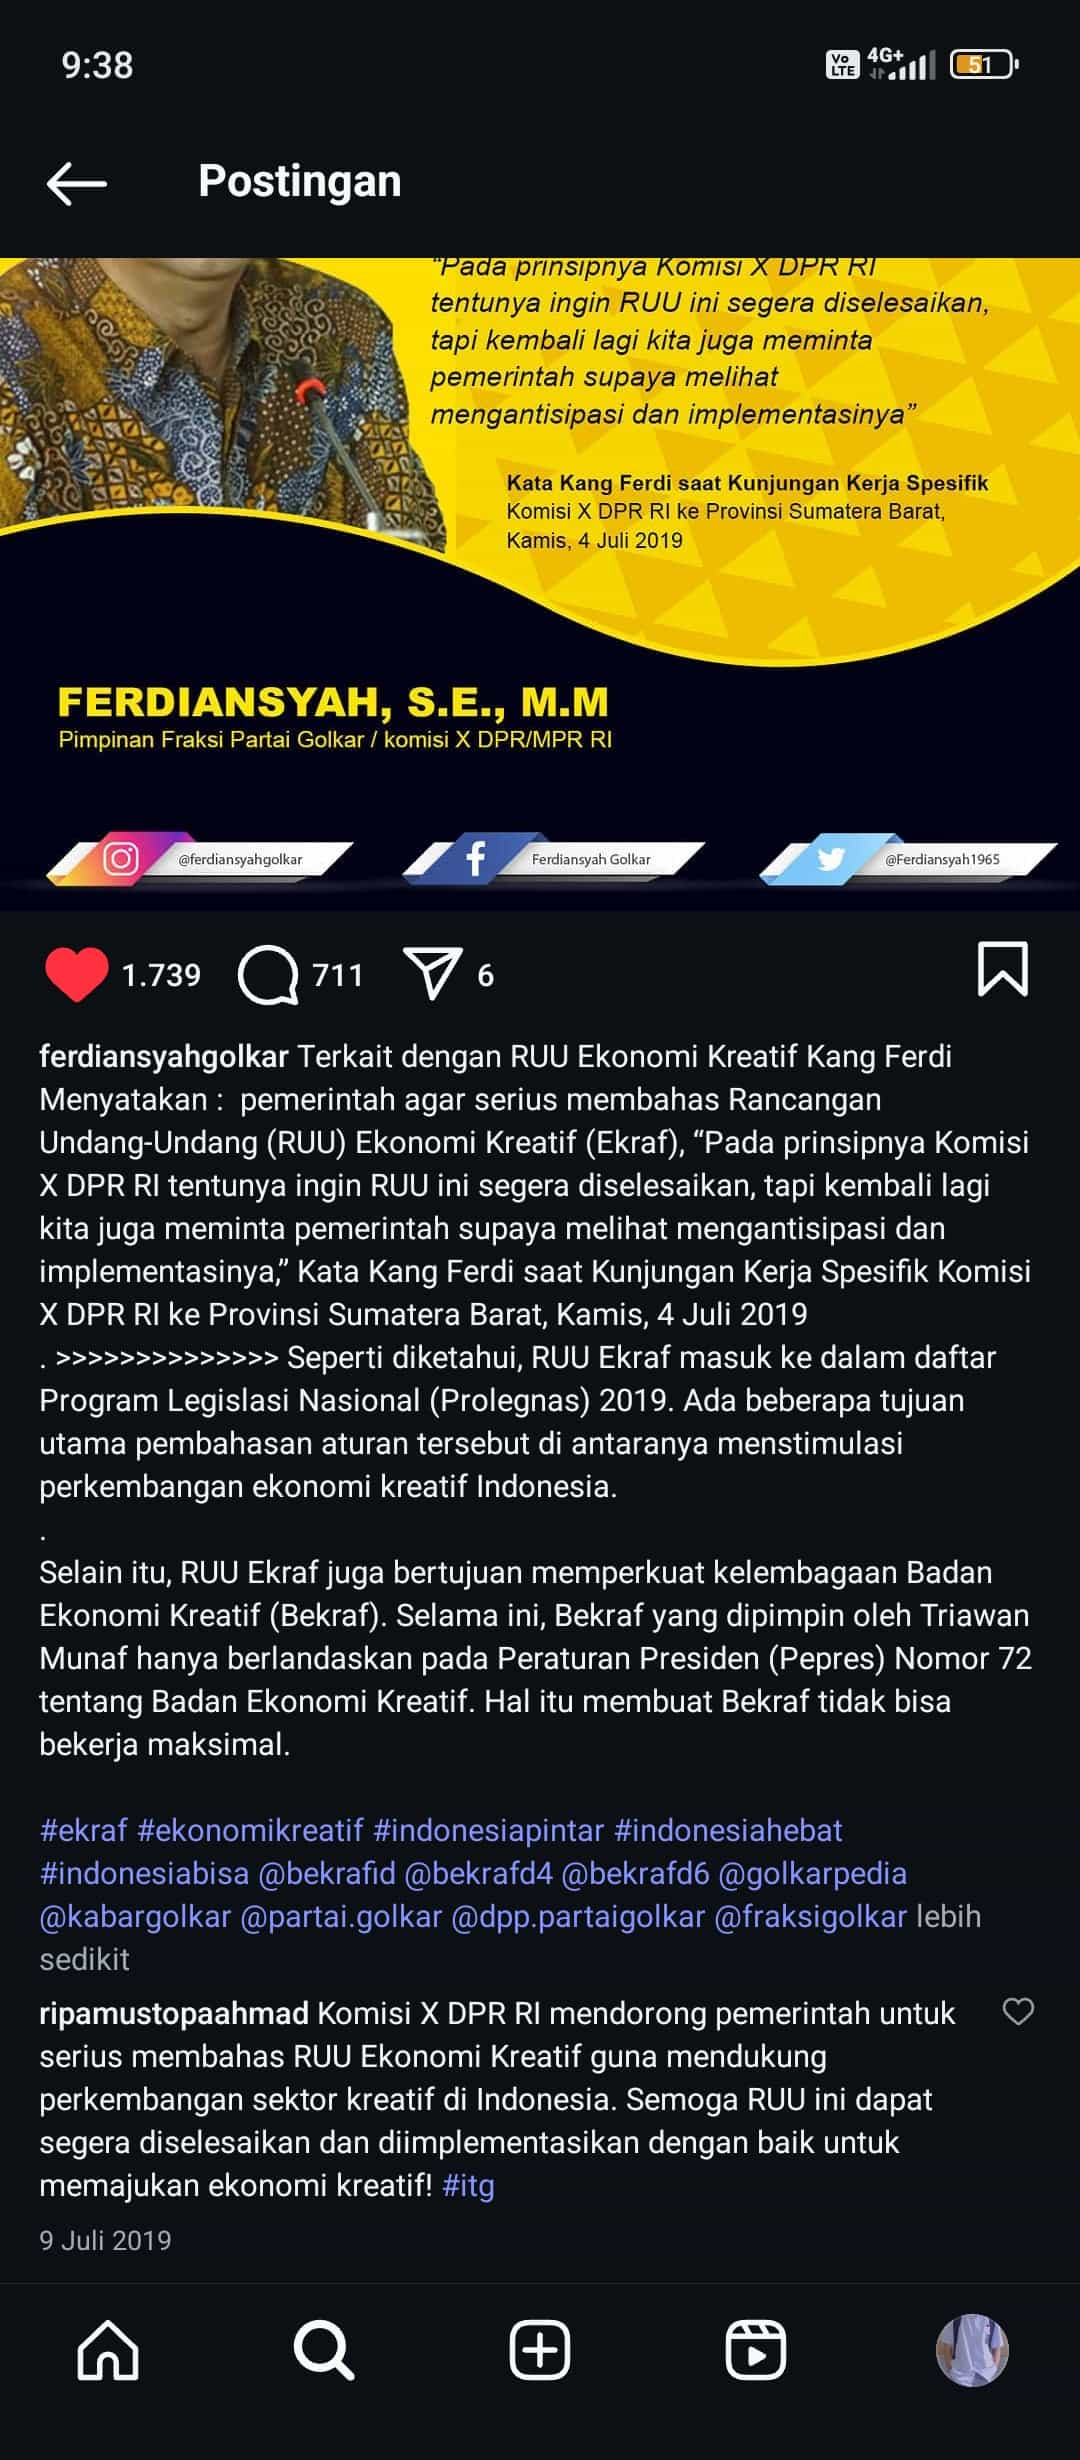 9:38
Vo LTE 4G+ 51
Postingan
"Pada prinsipnya Komisi X DPR RI
tentunya ingin RUU ini segera diselesaikan,
tapi kembali lagi kita juga meminta
pemerintah supaya melihat
mengantisipasi dan implementasinya”
Kata Kang Ferdi saat Kunjungan Kerja Spesifik
Komisi X DPR RI ke Provinsi Sumatera Barat,
Kamis, 4 Juli 2019
FERDIANSYAH, S.E., M.M
Pimpinan Fraksi Partai Golkar / komisi X DPR/MPR RI
@ferdiansyahgolkar Ferdiansyah Golkar @Ferdiansyah1965
1.739 711 6
ferdiansyahgolkar Terkait dengan RUU Ekonomi Kreatif Kang Ferdi
Menyatakan :  pemerintah agar serius membahas Rancangan
Undang-Undang (RUU) Ekonomi Kreatif (Ekraf), “Pada prinsipnya Komisi
X DPR RI tentunya ingin RUU ini segera diselesaikan, tapi kembali lagi
kita juga meminta pemerintah supaya melihat mengantisipasi dan
implementasinya,” Kata Kang Ferdi saat Kunjungan Kerja Spesifik Komisi
X DPR RI ke Provinsi Sumatera Barat, Kamis, 4 Juli 2019
. >>>>>>>>>>>>>> Seperti diketahui, RUU Ekraf masuk ke dalam daftar
Program Legislasi Nasional (Prolegnas) 2019. Ada beberapa tujuan
utama pembahasan aturan tersebut di antaranya menstimulasi
perkembangan ekonomi kreatif Indonesia.
.
Selain itu, RUU Ekraf juga bertujuan memperkuat kelembagaan Badan
Ekonomi Kreatif (Bekraf). Selama ini, Bekraf yang dipimpin oleh Triawan
Munaf hanya berlandaskan pada Peraturan Presiden (Pepres) Nomor 72
tentang Badan Ekonomi Kreatif. Hal itu membuat Bekraf tidak bisa
bekerja maksimal.
#ekraf #ekonomikreatif #indonesiapintar #indonesiahebat
#indonesiabisa @bekrafid @bekrafd4 @bekrafd6 @golkarpedia
@kabargolkar @partai.golkar @dpp.partaigolkar @fraksigolkar lebih
sedikit
ripamustopaahmad Komisi X DPR RI mendorong pemerintah untuk
serius membahas RUU Ekonomi Kreatif guna mendukung
perkembangan sektor kreatif di Indonesia. Semoga RUU ini dapat
segera diselesaikan dan diimplementasikan dengan baik untuk
memajukan ekonomi kreatif! #itg
9 Juli 2019